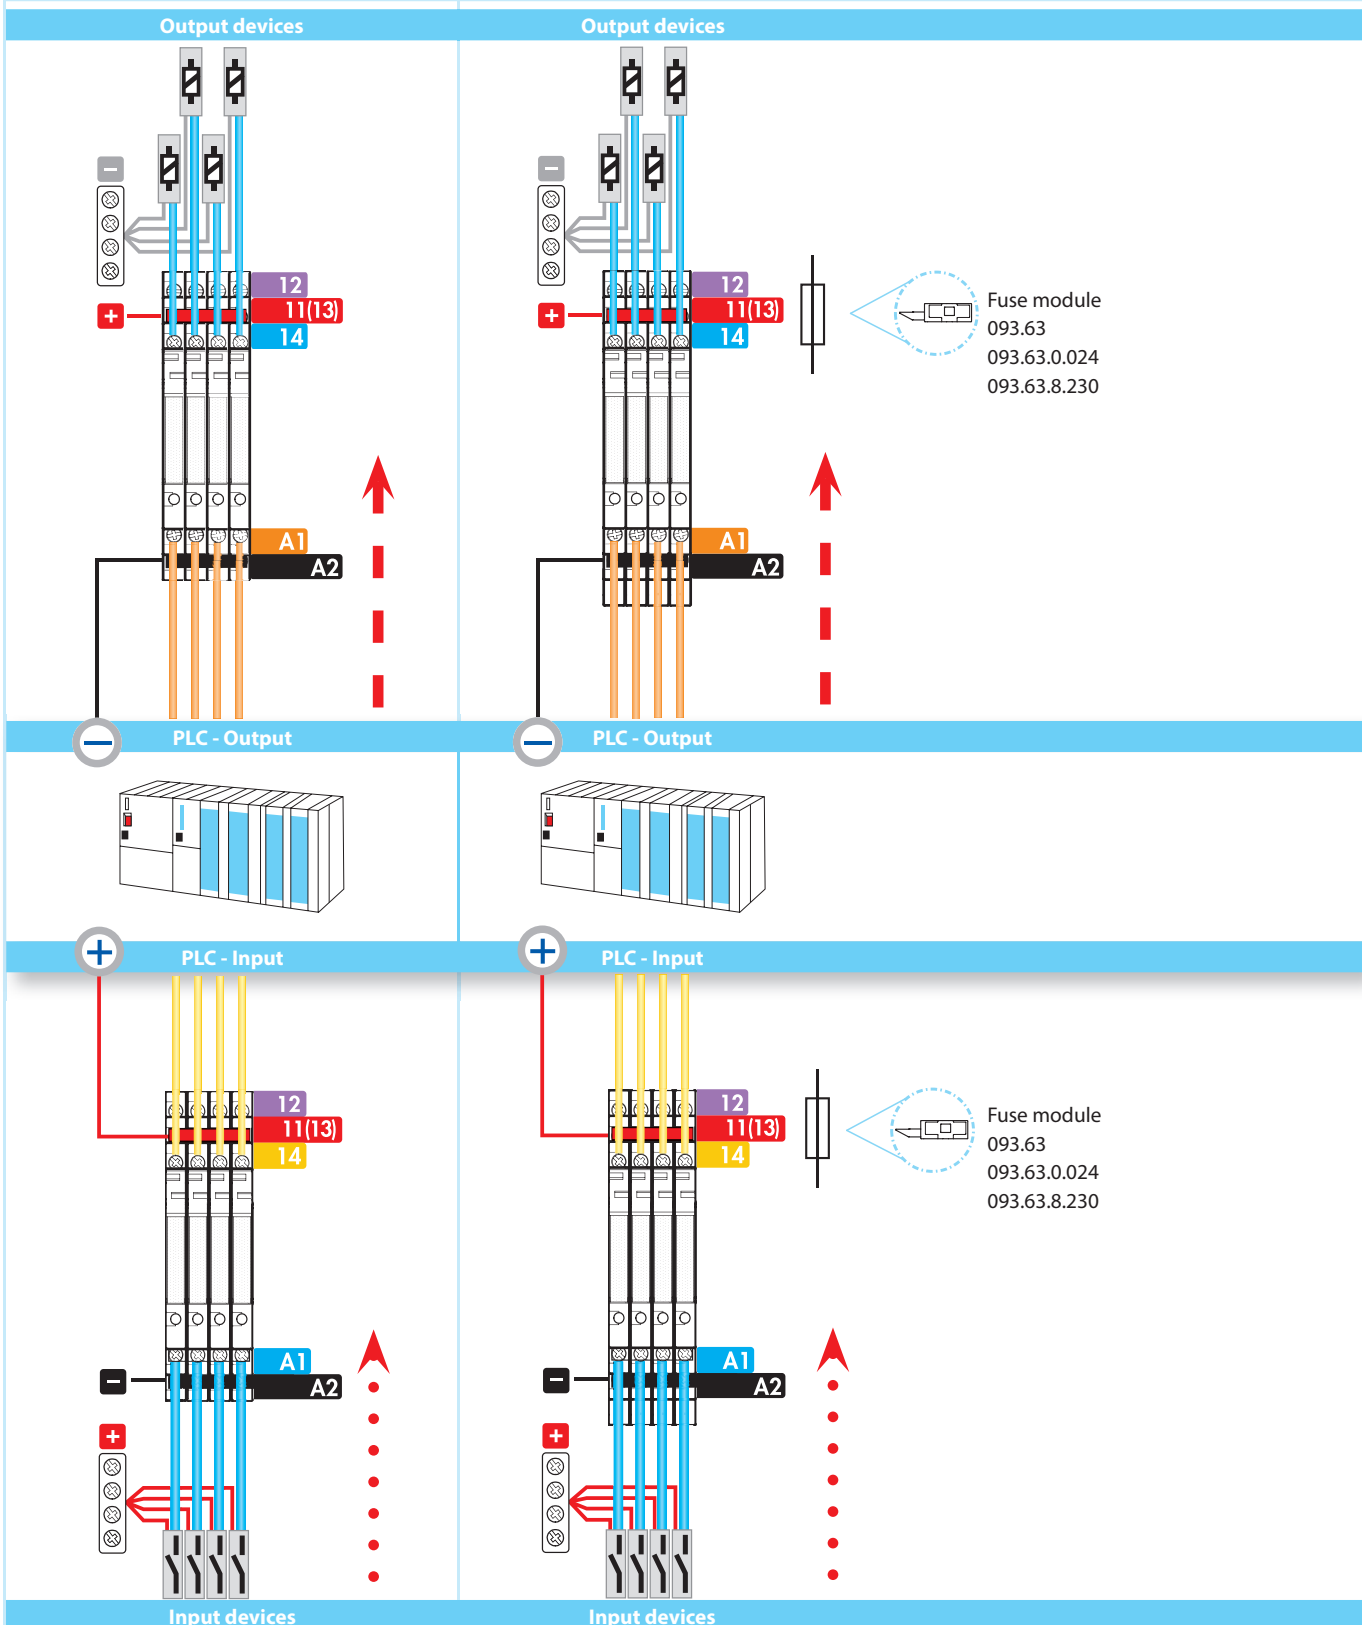 Output devices
Output devices
-
-
12
12
+
11(13)
+
11(13)
14
14
Fuse module
093.63
093.63.0.024
093.63.8.230
A1
A1
A2
A2
PLC - Output
PLC - Output
PLC - Input
PLC - Input
12
12
11(13)
11(13)
14
14
Fuse module
093.63
093.63.0.024
093.63.8.230
A1
A1
-
A2
-
A2
+
+
Input devices
Input devices